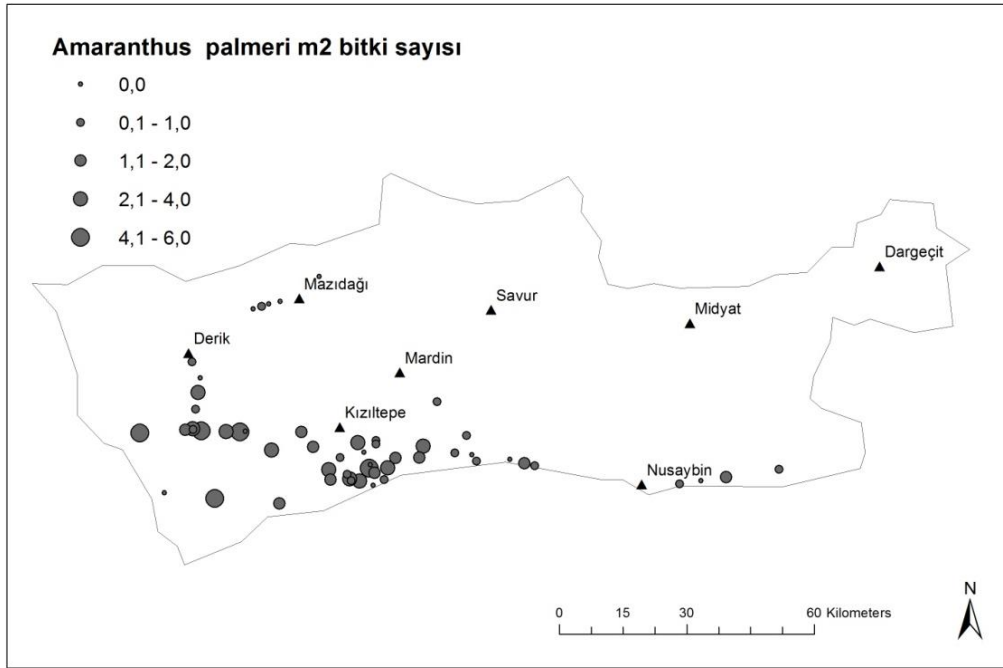 Amaranthus palmeri m2 bitki sayısı
0,0
0,1 - 1,0
1,1 - 2,0
2,1 - 4,0
4,1 - 6,0
Dargeçit
Mazıdağı
Savur
Midyat
Derik
Mardin
Kızıltepe
Nusaybin
N
0 15 30 60 Kilometers